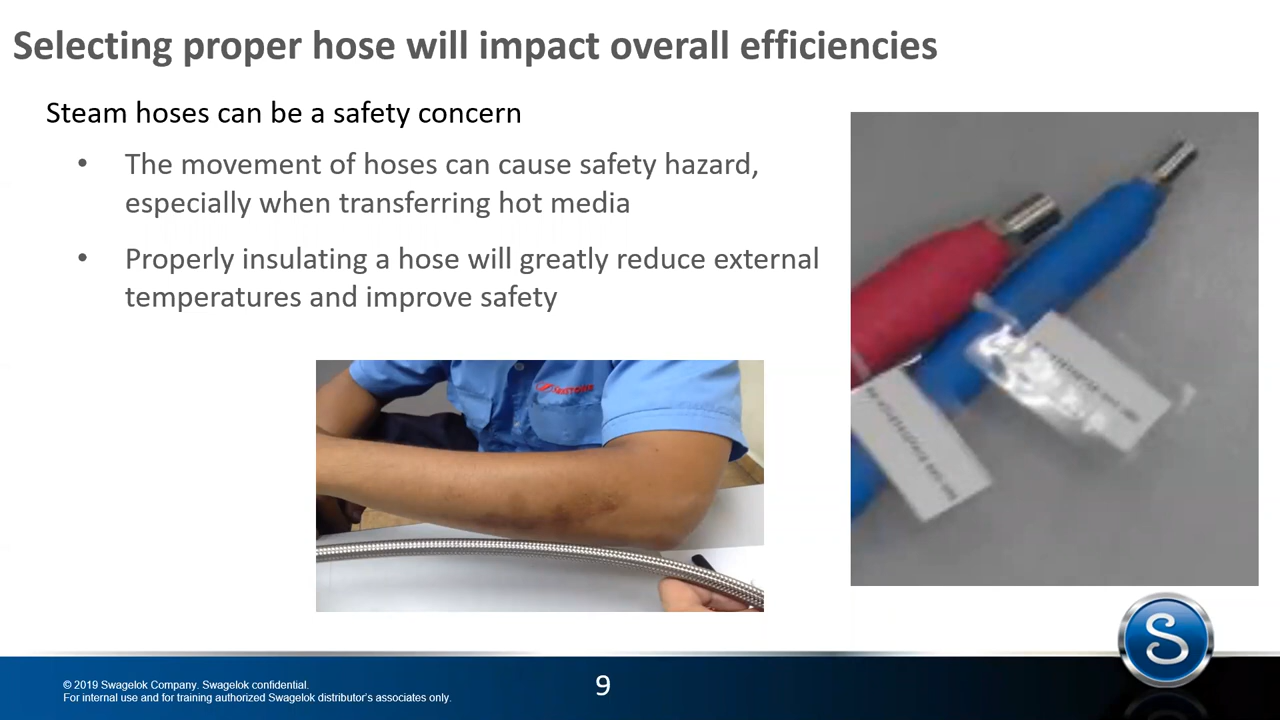 Selecting proper hose will impact overall efficiencies
Steam hoses can be a safety concern
• The movement of hoses can cause safety hazard,
especially when transferring hot media
• Properly insulating a hose will greatly reduce external
temperatures and improve safety
© 2019 Swagelok Company. Swagelok confidential.
For internal use and for training authorized Swagelok distributor's associates only.
9
S